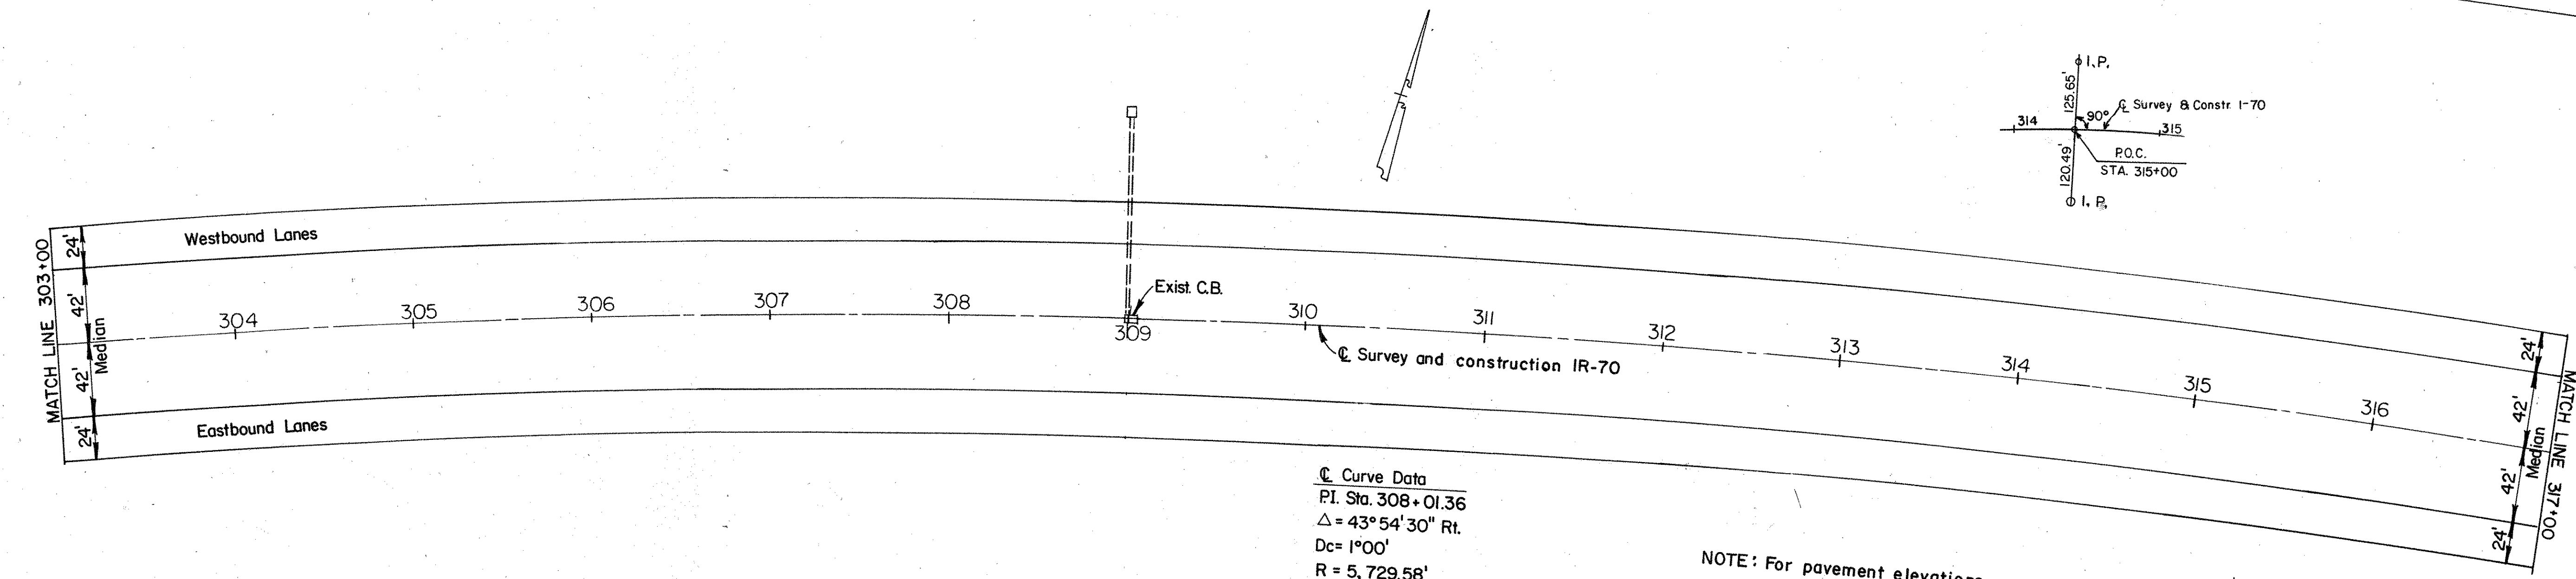 I.P.
125.65'
90°
℄ Survey & Constr. I-70
314
315
P.O.C.
STA. 315+00
120.49'
I.P.
MATCH LINE 303+00
24'
Westbound Lanes
42'
Median
42'
24'
Eastbound Lanes
304
305
306
307
308
Exist. C.B.
309
310
311
312
313
314
315
316
℄ Survey and construction IR-70
24'
42'
Median
42'
24'
MATCH LINE 317+00
℄ Curve Data
P.I. Sta. 308+01.36
△ = 43°54'30" Rt.
Dc= 1°00'
R = 5,729.58'
NOTE: For pavement elevations